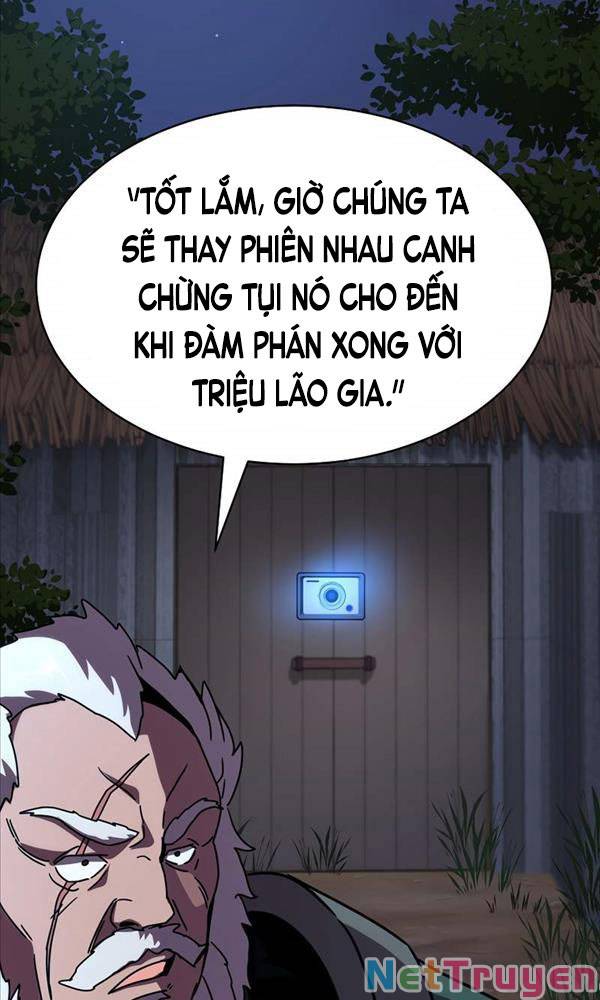 "TỐT LẮM, GIỜ CHÚNG TA
SẼ THAY PHIÊN NHAU CANH
CHỪNG TỤI NÓ CHO ĐẾN
KHI ĐÀM PHÁN XONG VỚI
TRIỆU LÃO GIA."
NetTruyen